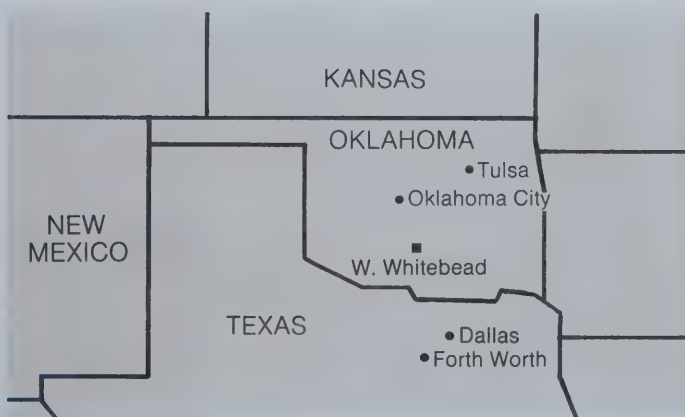 KANSAS
OKLAHOMA
Tulsa
Oklahoma City
NEW
MEXICO
W. Whitebead
TEXAS
Dallas
Forth Worth